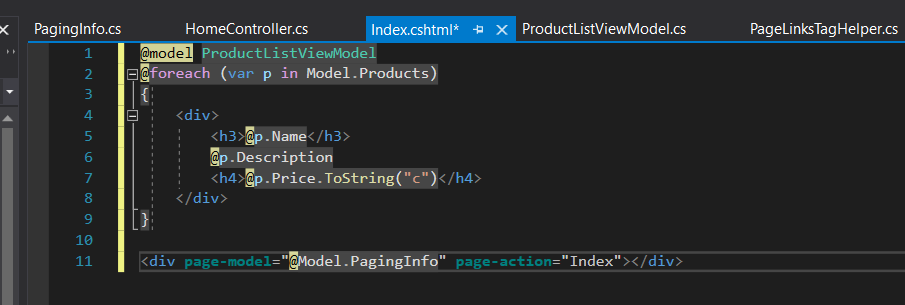 PagingInfo.cs HomeController.cs Index.cshtml* ProductListViewModel.cs PageLinksTagHelper.cs
1 @model ProductListViewModel
2 @foreach (var p in Model.Products)
3 {
4 <div>
5 <h3>@p.Name</h3>
6 @p.Description
7 <h4>@p.Price.ToString("c")</h4>
8 </div>
9 }
10
11 <div page-model="@Model.PagingInfo" page-action="Index"></div>